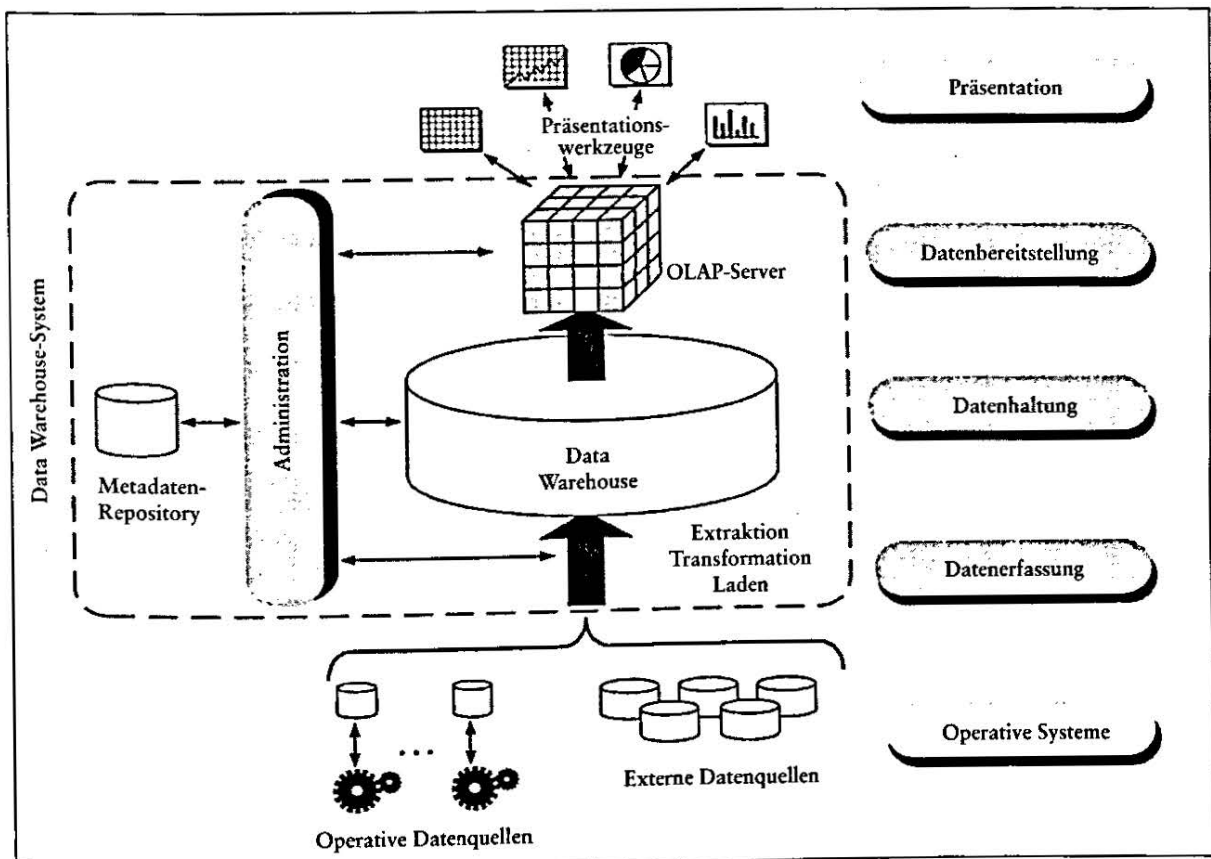 Präsentation
Präsentations-
werkzeuge
Datenbereitstellung
OLAP-Server
Data Warehouse-System
Administration
Datenhaltung
Data
Warehouse
Metadaten-
Repository
Extraktion
Transformation
Laden
Datenerfassung
...
Operative Systeme
Externe Datenquellen
Operative Datenquellen